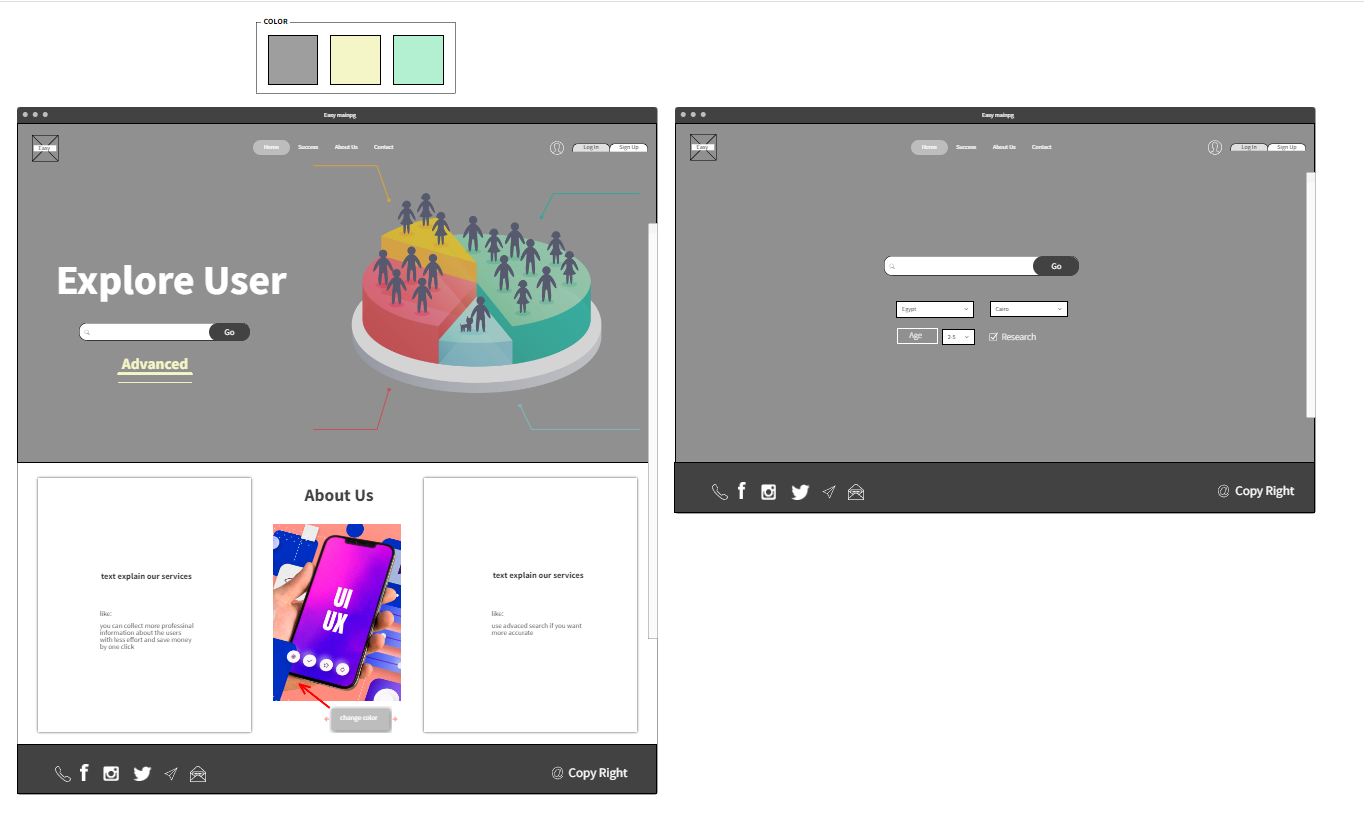 COLOR
Easy mainpg
Easy
Home
Success
About Us
Contact
Log In
Sign Up
Explore User
Go
Advanced
About Us
text explain our services
like:
you can collect more professinal
information about the users
with less effort and save money
by one click
UI
UX
change color
text explain our services
like:
use advaced search if you want
more accurate
@ Copy Right
Easy mainpg
Easy
Home
Success
About Us
Contact
Log In
Sign Up
Go
Egypt
Cairo
Age
3-5
Research
@ Copy Right